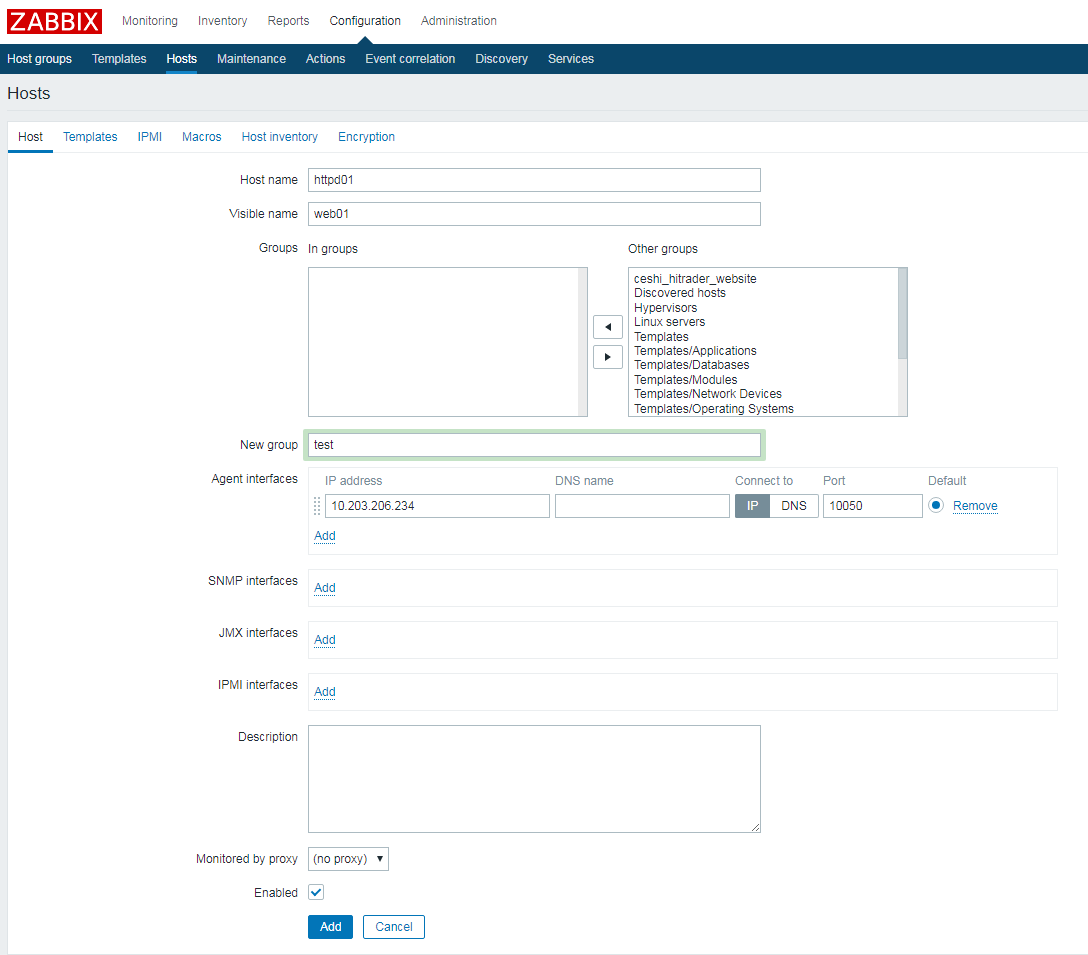 ZABBIX Monitoring Inventory Reports Configuration Administration
Host groups Templates Hosts Maintenance Actions Event correlation Discovery Services
Hosts
Host Templates IPMI Macros Host inventory Encryption
Host name httpd01
Visible name web01
Groups In groups Other groups
ceshi_hitrader_website
Discovered hosts
Hypervisors
Linux servers
Templates
Templates/Applications
Templates/Databases
Templates/Modules
Templates/Network Devices
Templates/Operating Systems
New group test
Agent interfaces IP address DNS name Connect to Port Default
10.203.206.234 IP DNS 10050 Remove
Add
SNMP interfaces Add
JMX interfaces Add
IPMI interfaces Add
Description
Monitored by proxy (no proxy)
Enabled
Add Cancel